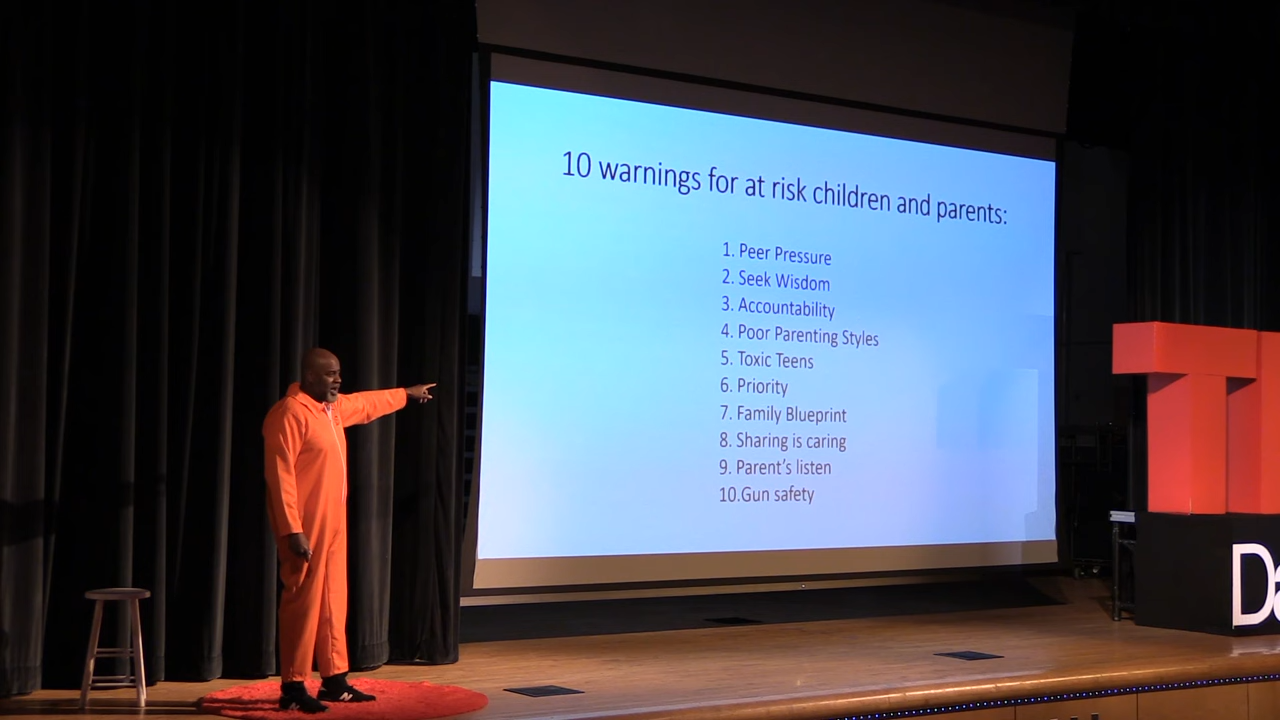 10 warnings for at risk children and parents:
1. Peer Pressure
2. Seek Wisdom
3. Accountability
4. Poor Parenting Styles
5. Toxic Teens
6. Priority
7. Family Blueprint
8. Sharing is caring
9. Parent's listen
10.Gun safety